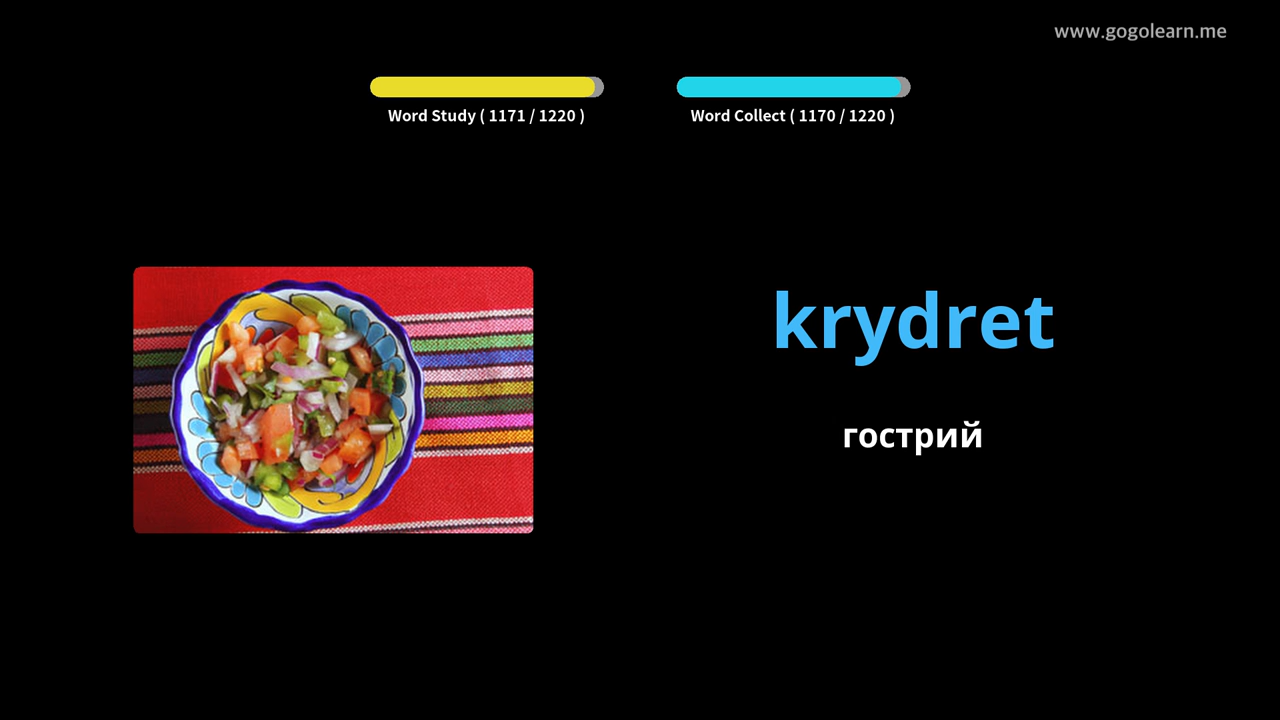 www.gogolearn.me
Word Study ( 1171 / 1220 )
Word Collect ( 1170 / 1220 )
krydret
гострий